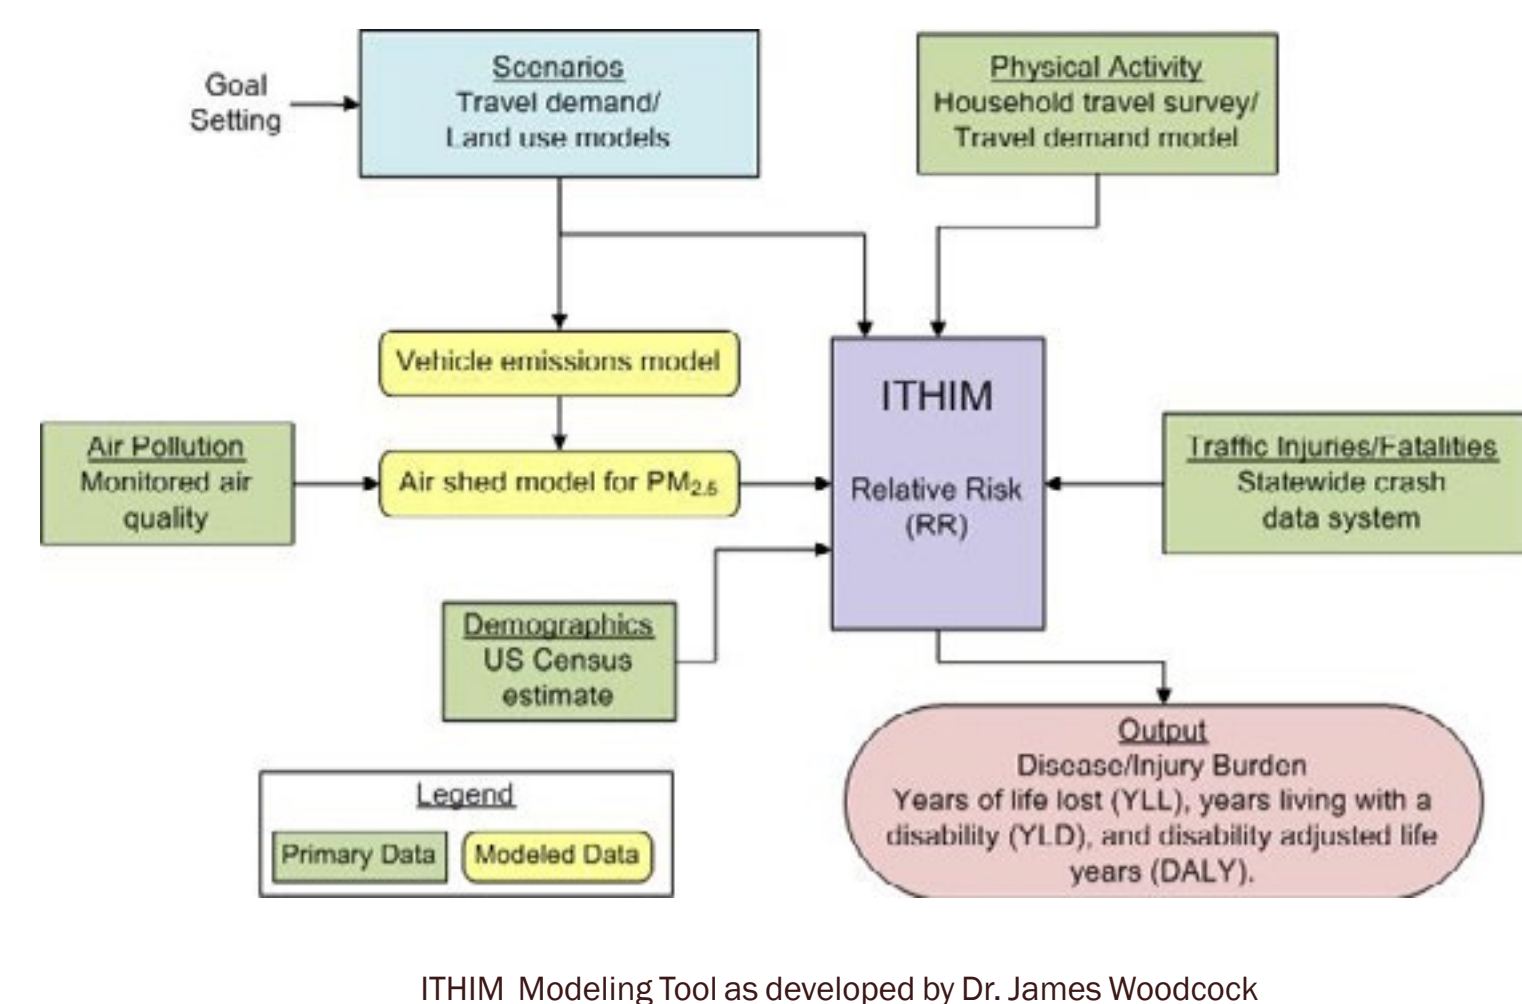 Goal
Setting
Scenarios
Travel demand/
Land use models
Physical Activity
Household travel survey/
Travel demand model
Vehicle emissions model
Air Pollution
Monitored air
quality
Air shed model for PM2.5
ITHIM
Relative Risk
(RR)
Traffic Injuries/Fatalities
Statewide crash
data system
Demographics
US Census
estimate
Output
Disease/Injury Burden
Years of life lost (YLL), years living with a
disability (YLD), and disability adjusted life
years (DALY).
Legend
Primary Data
Modeled Data
ITHIM Modeling Tool as developed by Dr. James Woodcock